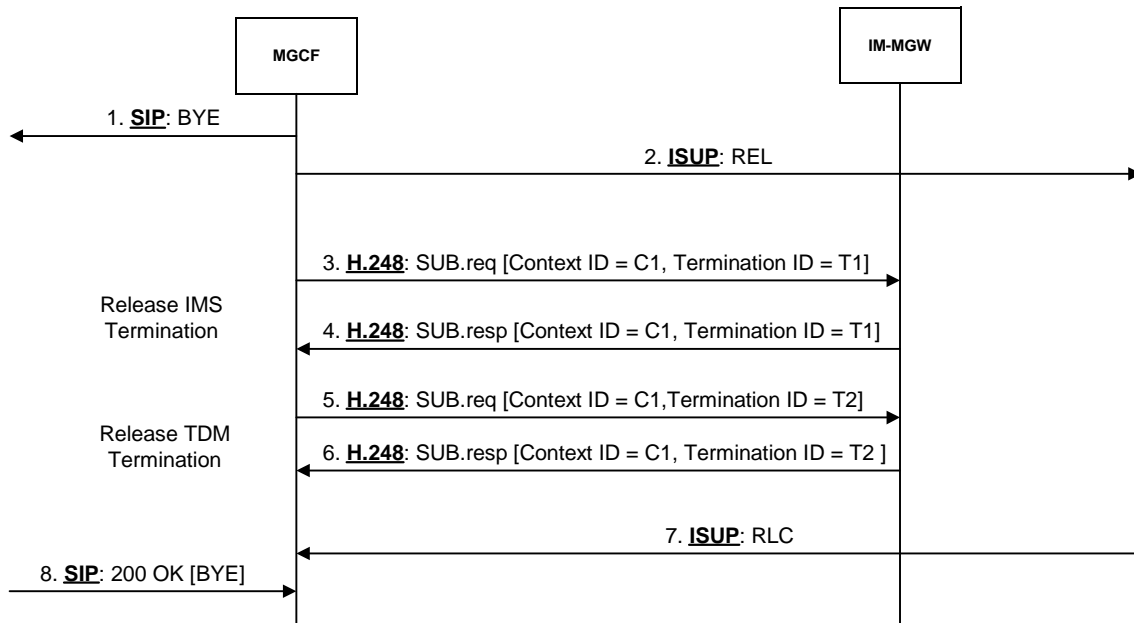 MGCF
IM-MGW
1. SIP: BYE
2. ISUP: REL
3. H.248: SUB.req [Context ID = C1, Termination ID = T1]
Release IMS
Termination
4. H.248: SUB.resp [Context ID = C1, Termination ID = T1]
5. H.248: SUB.req [Context ID = C1,Termination ID = T2]
Release TDM
Termination
6. H.248: SUB.resp [Context ID = C1, Termination ID = T2 ]
7. ISUP: RLC
8. SIP: 200 OK [BYE]